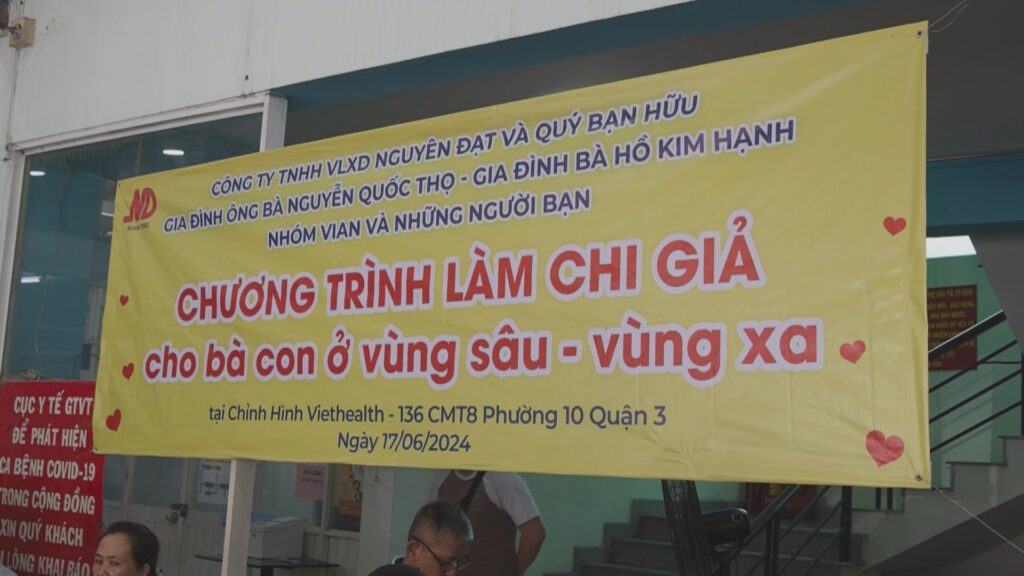 ND
Since 1993
CÔNG TY TNHH VLXD NGUYÊN ĐẠT VÀ QUÝ BẠN HỮU
GIA ĐÌNH ÔNG BÀ NGUYỄN QUỐC THỌ - GIA ĐÌNH BÀ HỒ KIM HẠNH
NHÓM VIAN VÀ NHỮNG NGƯỜI BẠN
CHƯƠNG TRÌNH LÀM CHI GIẢ
cho bà con ở vùng sâu - vùng xa
tại Chỉnh Hình Viethealth - 136 CMT8 Phường 10 Quận 3
Ngày 17/06/2024
CỤC Y TẾ GTVT
ĐỂ PHÁT HIỆN
CA BỆNH COVID-19
TRONG CỘNG ĐỒNG
XIN QUÝ KHÁCH
LÒNG KHAI BÁO